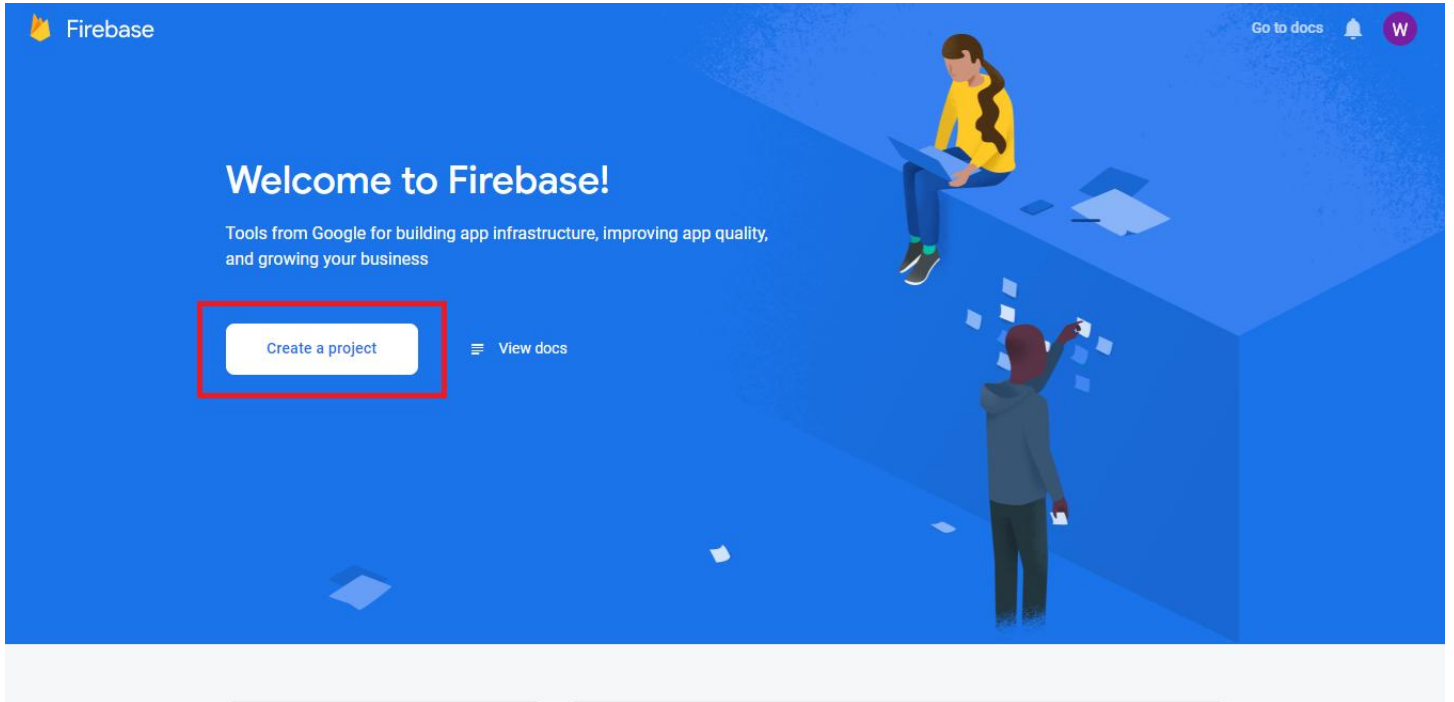 Firebase
Go to docs
W
Welcome to Firebase!
Tools from Google for building app infrastructure, improving app quality,
and growing your business
Create a project
View docs